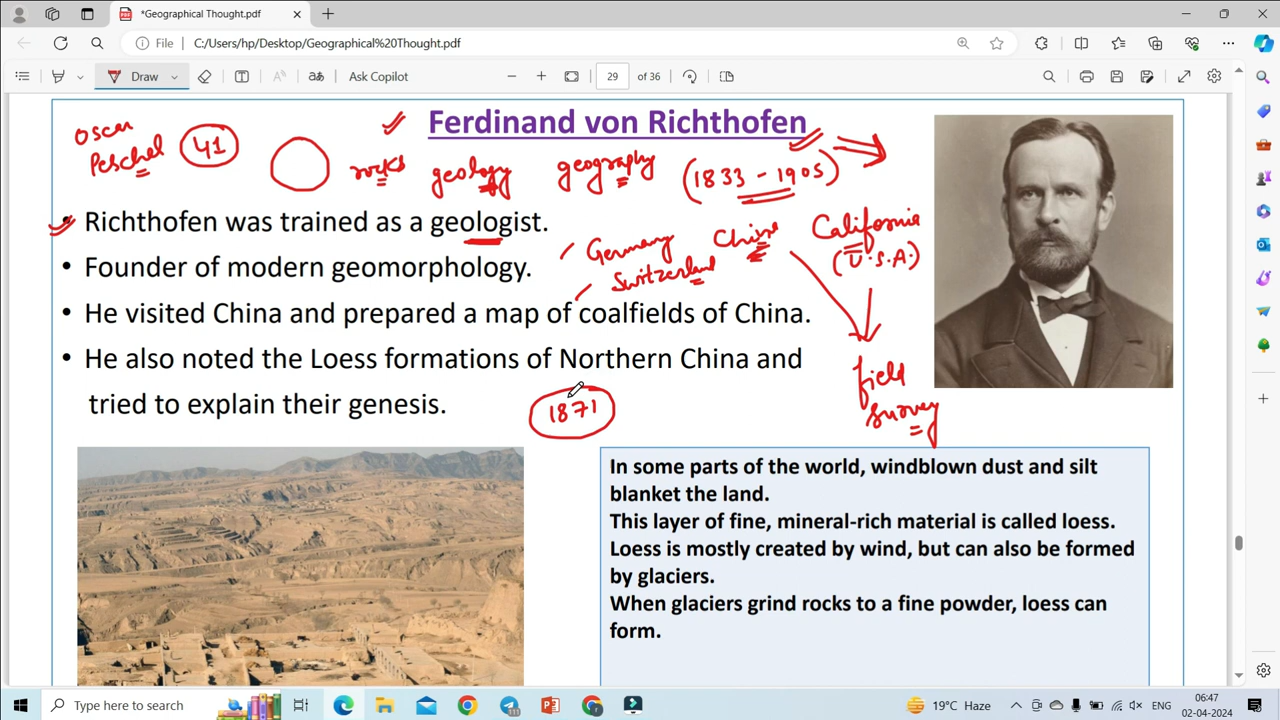 *Geographical Thought.pdf
File C:/Users/hp/Desktop/Geographical%20Thought.pdf
Draw
Ask Copilot
29 of 36
Ferdinand von Richthofen
Oscar
Peschel
41
rocks
geology
geography
(1833 - 1905)
Richthofen was trained as a geologist.
Germany
Switzerland
China
California
(U.S.A.)
• Founder of modern geomorphology.
• He visited China and prepared a map of coalfields of China.
• He also noted the Loess formations of Northern China and
tried to explain their genesis.
field
survey
1871
In some parts of the world, windblown dust and silt
blanket the land.
This layer of fine, mineral-rich material is called loess.
Loess is mostly created by wind, but can also be formed
by glaciers.
When glaciers grind rocks to a fine powder, loess can
form.
Type here to search
19°C Haze
ENG
06:47
02-04-2024